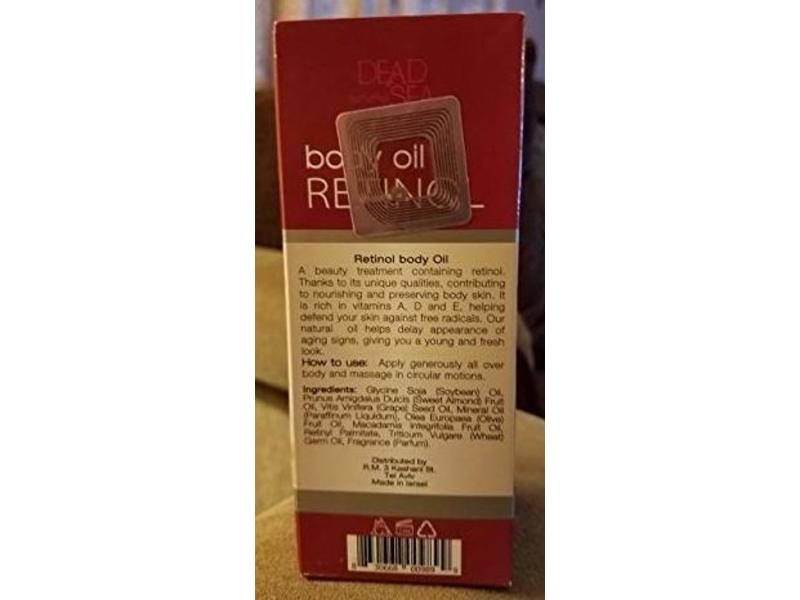 DEAD
SEA
body oil
RETINOL
Retinol body Oil
A beauty treatment containing retinol.
Thanks to its unique qualities, contributing
to nourishing and preserving body skin. It
is rich in vitamins A, D and E, helping
defend your skin against free radicals. Our
natural oil helps delay appearance of
aging signs, giving you a young and fresh
look.
How to use: Apply generously all over
body and massage in circular motions.
Ingredients: Glycine Soja (Soybean) Oil,
Prunus Amigdalus Dulcis (Sweet Almond) Fruit
Oil, Vitis Vinifera (Grape) Seed Oil, Mineral Oil
(Paraffinum Liquidum), Olea Europaea (Olive)
Fruit Oil, Macadamia Integrifolia Fruit Oil,
Retinyl Palmitate, Triticum Vulgare (Wheat)
Germ Oil, Fragrance (Parfum).
Distributed by
R.M. 3 Kashani St.
Tel Aviv
Made in Israel